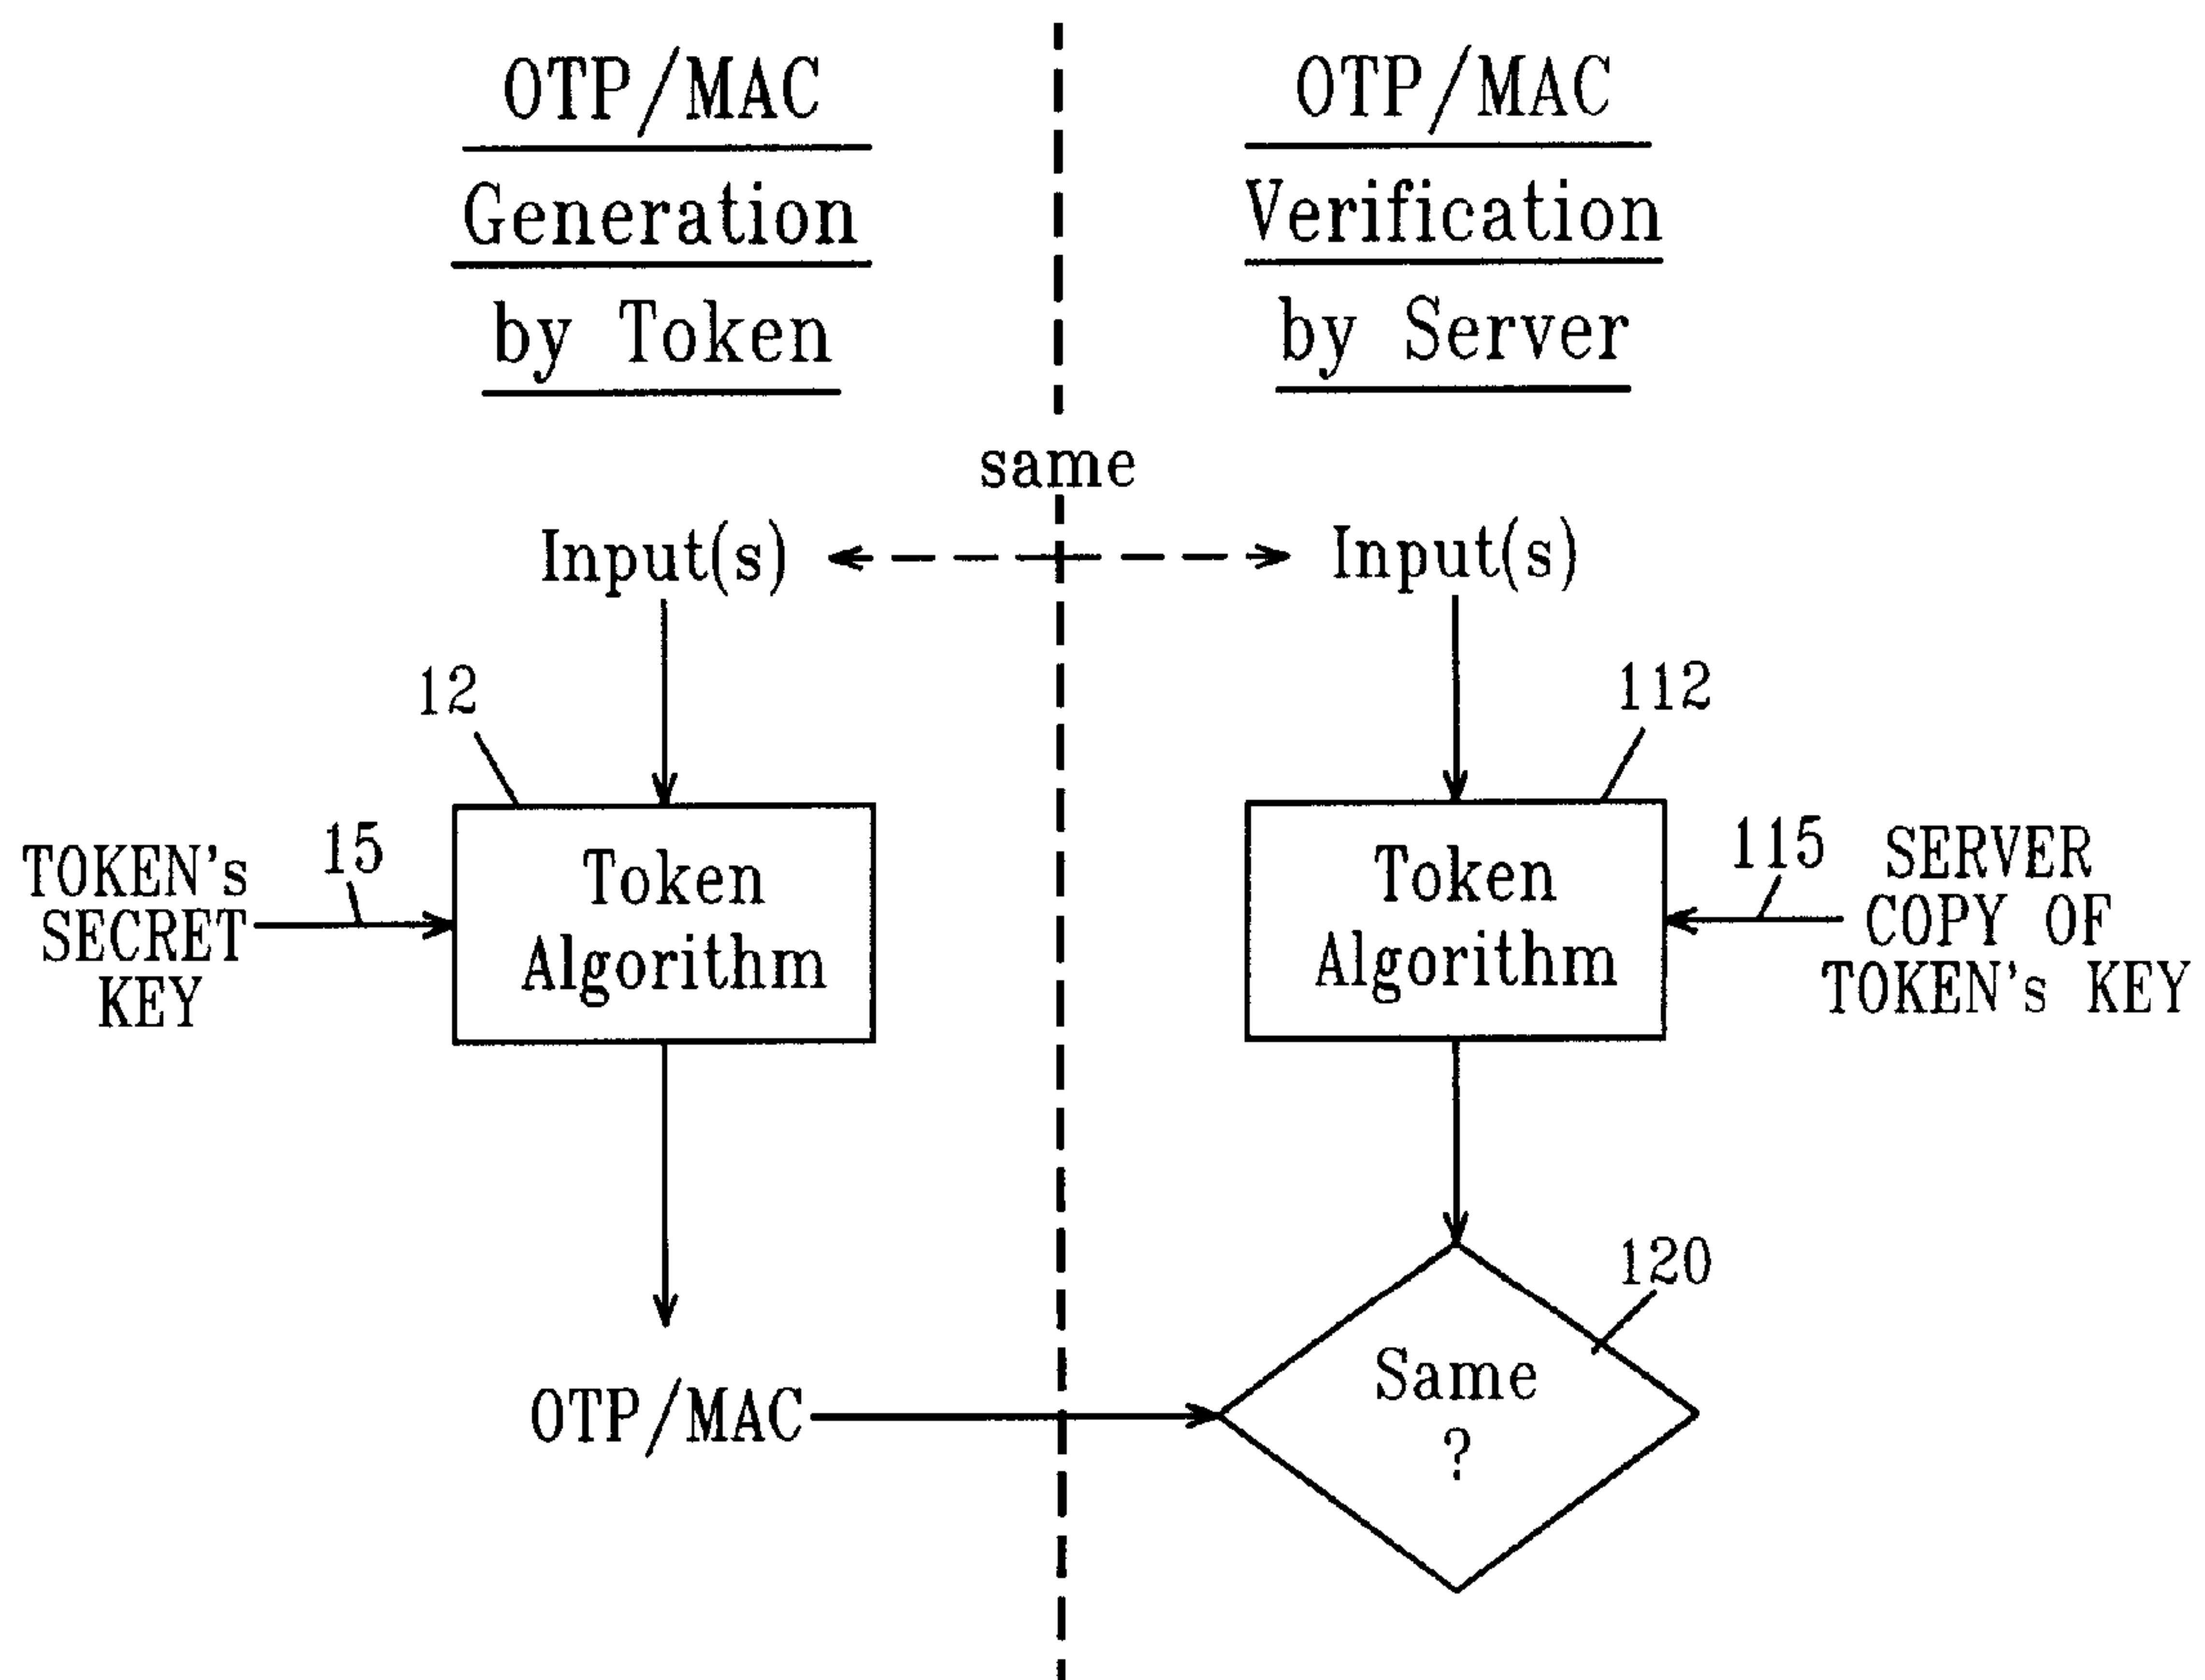 OTP/MAC
Generation
by Token
OTP/MAC
Verification
by Server
same
Input(s)
Input(s)
12
112
15
TOKEN's
SECRET
KEY
Token
Algorithm
Token
Algorithm
115
SERVER
COPY OF
TOKEN's KEY
120
OTP/MAC
Same
?